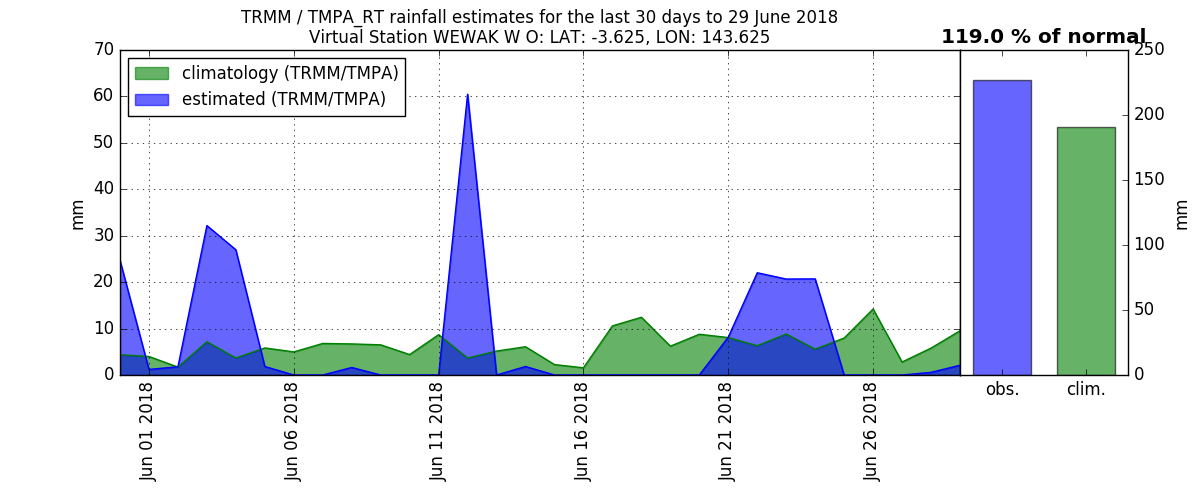 TRMM / TMPA_RT rainfall estimates for the last 30 days to 29 June 2018
Virtual Station WEWAK W O: LAT: -3.625, LON: 143.625
119.0 % of normal
climatology (TRMM/TMPA)
estimated (TRMM/TMPA)
70
60
50
40
30
20
10
0
mm
Jun 01 2018
Jun 06 2018
Jun 11 2018
Jun 16 2018
Jun 21 2018
Jun 26 2018
obs.
clim.
250
200
150
100
50
0
mm